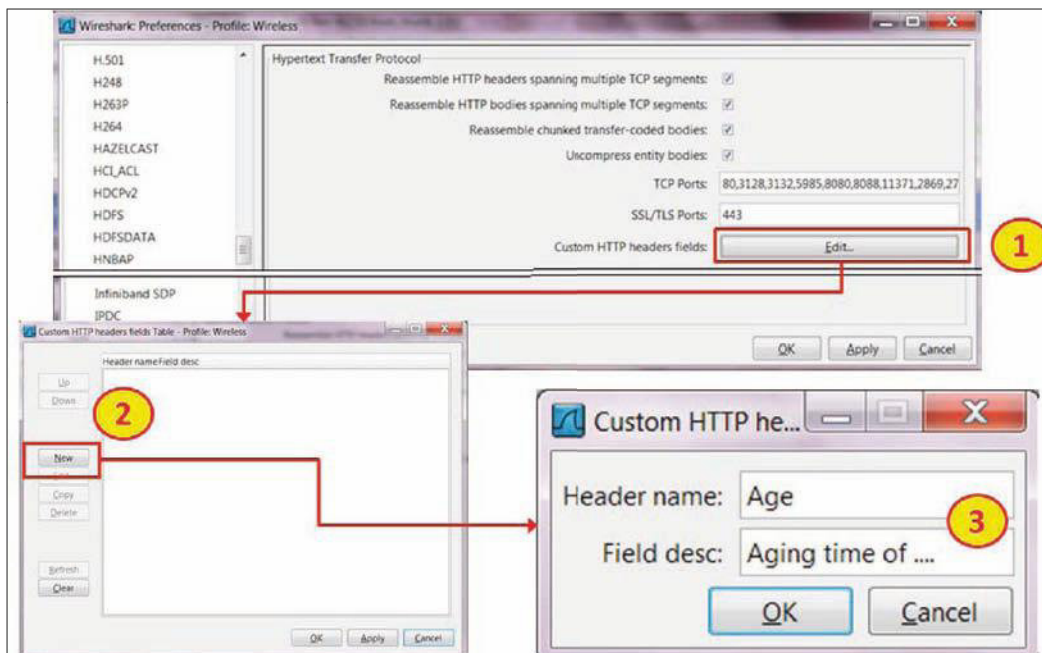 Wireshark: Preferences - Profile: Wireless
H.501
H248
H263P
H264
HAZELCAST
HCI_ACL
HDCPv2
HDFS
HDFSDATA
HNBAP
Infiniband SDP
IPDC
Hypertext Transfer Protocol
Reassemble HTTP headers spanning multiple TCP segments:
Reassemble HTTP bodies spanning multiple TCP segments:
Reassemble chunked transfer-coded bodies:
Uncompress entity bodies:
TCP Ports: 80,3128,3132,5985,8080,8088,11371,2869,27
SSL/TLS Ports: 443
Custom HTTP headers fields: Edit...
1
OK Apply Cancel
Custom HTTP headers fields Table - Profile: Wireless
Header name Field desc
Up
Down
2
New
Copy
Delete
Refresh
Clear
OK Apply Cancel
Custom HTTP he...
Header name: Age
3
Field desc: Aging time of ....
OK Cancel